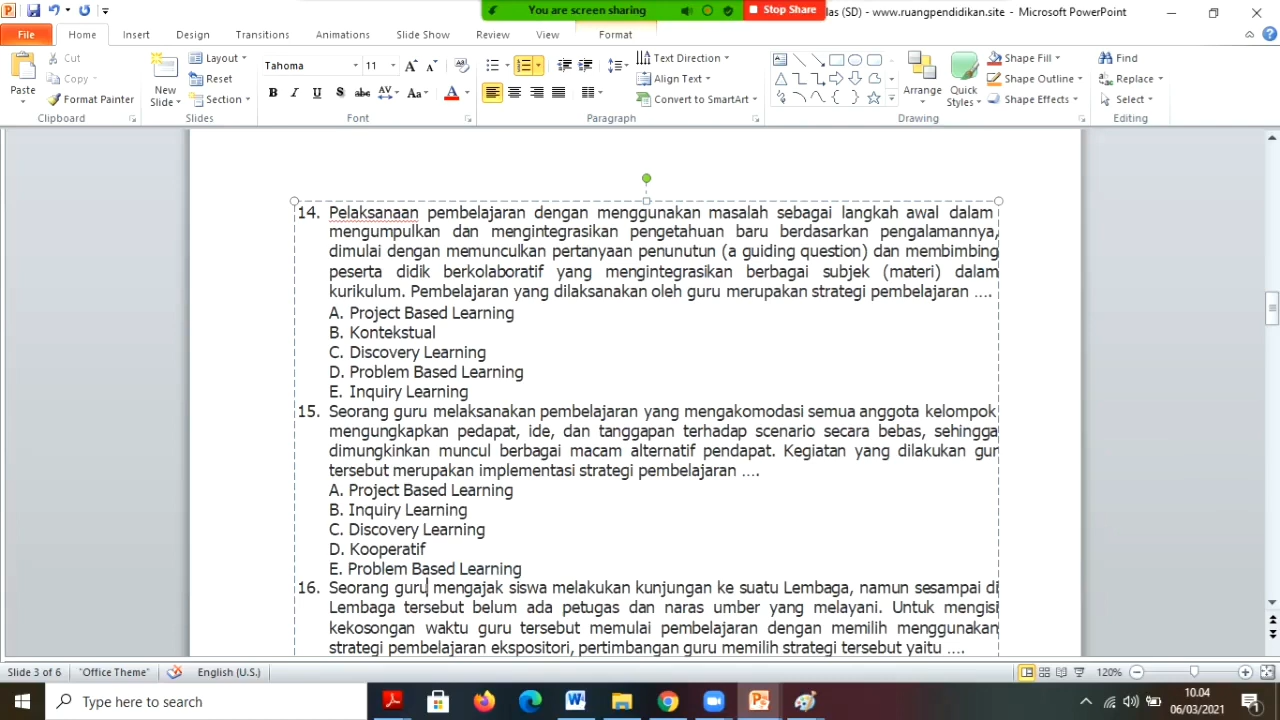 You are screen sharing
Stop Share
as (SD) - www.ruangpendidikan.site - Microsoft PowerPoint
File Home Insert Design Transitions Animations Slide Show Review View Format
Paste
Cut
Copy
Format Painter
Clipboard
New Slide
Layout
Reset
Section
Slides
Tahoma 11
B I U S abc AV Aa A
Font
Text Direction
Align Text
Convert to SmartArt
Paragraph
Arrange
Quick Styles
Shape Fill
Shape Outline
Shape Effects
Drawing
Find
Replace
Select
Editing
14. Pelaksanaan pembelajaran dengan menggunakan masalah sebagai langkah awal dalam
mengumpulkan dan mengintegrasikan pengetahuan baru berdasarkan pengalamannya,
dimulai dengan memunculkan pertanyaan penunutun (a guiding question) dan membimbing
peserta didik berkolaboratif yang mengintegrasikan berbagai subjek (materi) dalam
kurikulum. Pembelajaran yang dilaksanakan oleh guru merupakan strategi pembelajaran ....
A. Project Based Learning
B. Kontekstual
C. Discovery Learning
D. Problem Based Learning
E. Inquiry Learning
15. Seorang guru melaksanakan pembelajaran yang mengakomodasi semua anggota kelompok
mengungkapkan pedapat, ide, dan tanggapan terhadap scenario secara bebas, sehingga
dimungkinkan muncul berbagai macam alternatif pendapat. Kegiatan yang dilakukan gur
tersebut merupakan implementasi strategi pembelajaran ....
A. Project Based Learning
B. Inquiry Learning
C. Discovery Learning
D. Kooperatif
E. Problem Based Learning
16. Seorang guru mengajak siswa melakukan kunjungan ke suatu Lembaga, namun sesampai di
Lembaga tersebut belum ada petugas dan naras umber yang melayani. Untuk mengisi
kekosongan waktu guru tersebut memulai pembelajaran dengan memilih menggunakan
strategi pembelajaran ekspositori, pertimbangan guru memilih strategi tersebut yaitu ....
Slide 3 of 6 "Office Theme" English (U.S.) 120%
Type here to search
10.04
06/03/2021
1